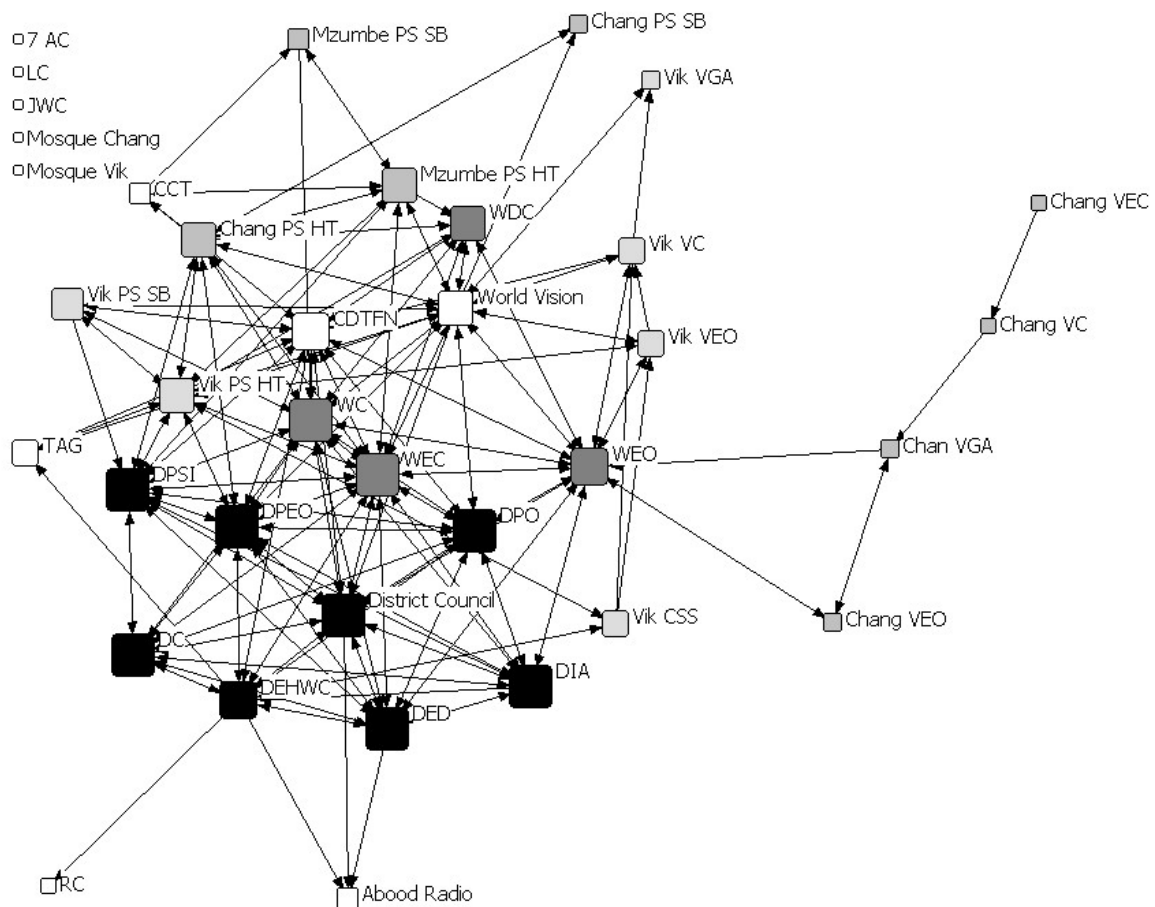 Mzumbe PS SB
Chang PS SB
7 AC
LC
JWC
Mosque Chang
Mosque Vik
Vik VGA
CCT
Mzumbe PS HT
WDC
Chang VEC
Chang PS HT
Vik VC
Vik PS SB
CDTFN
World Vision
Chang VC
Vik VEO
Vik PS HT
WC
TAG
DPSI
WEC
WEO
Chan VGA
DPEO
DPO
District Council
Vik CSS
Chang VEO
DC
DEHWC
DIA
DED
RC
Abood Radio